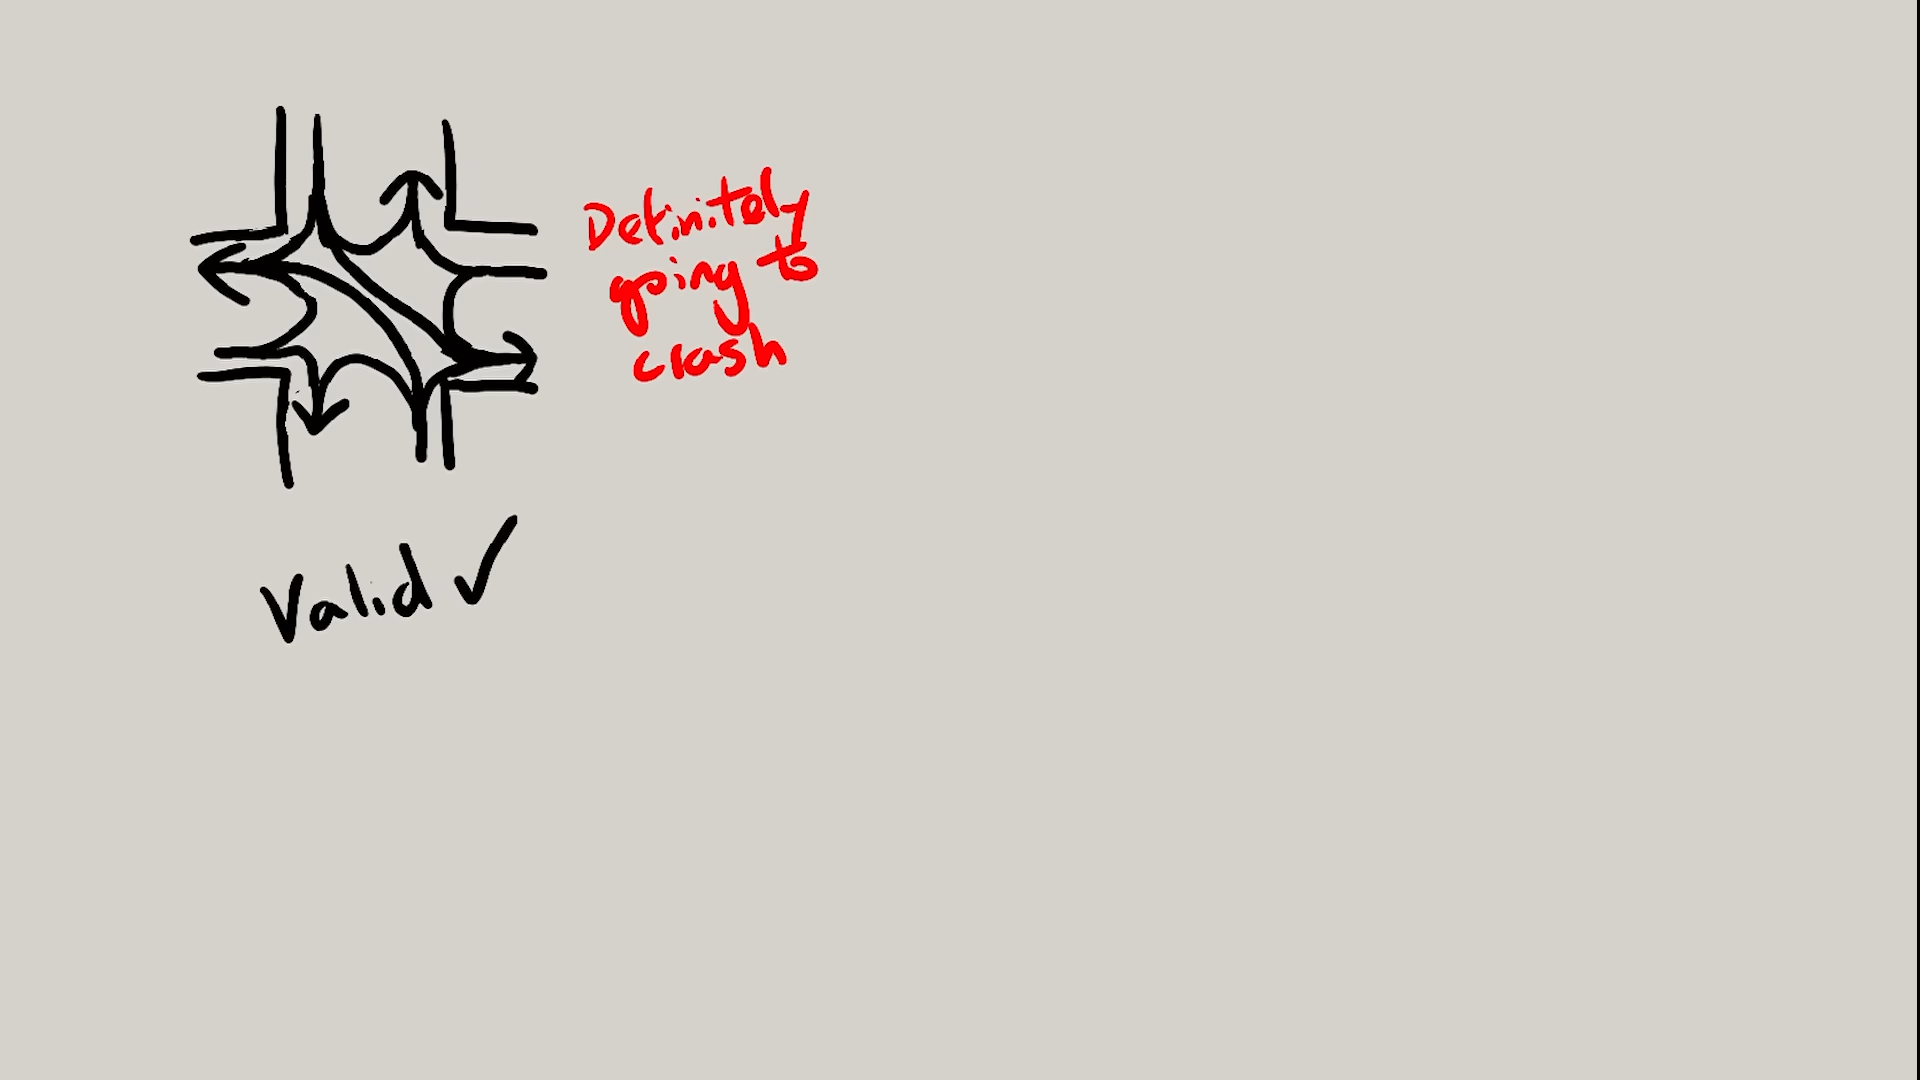 Definitely
going to
crash
Valid ✓